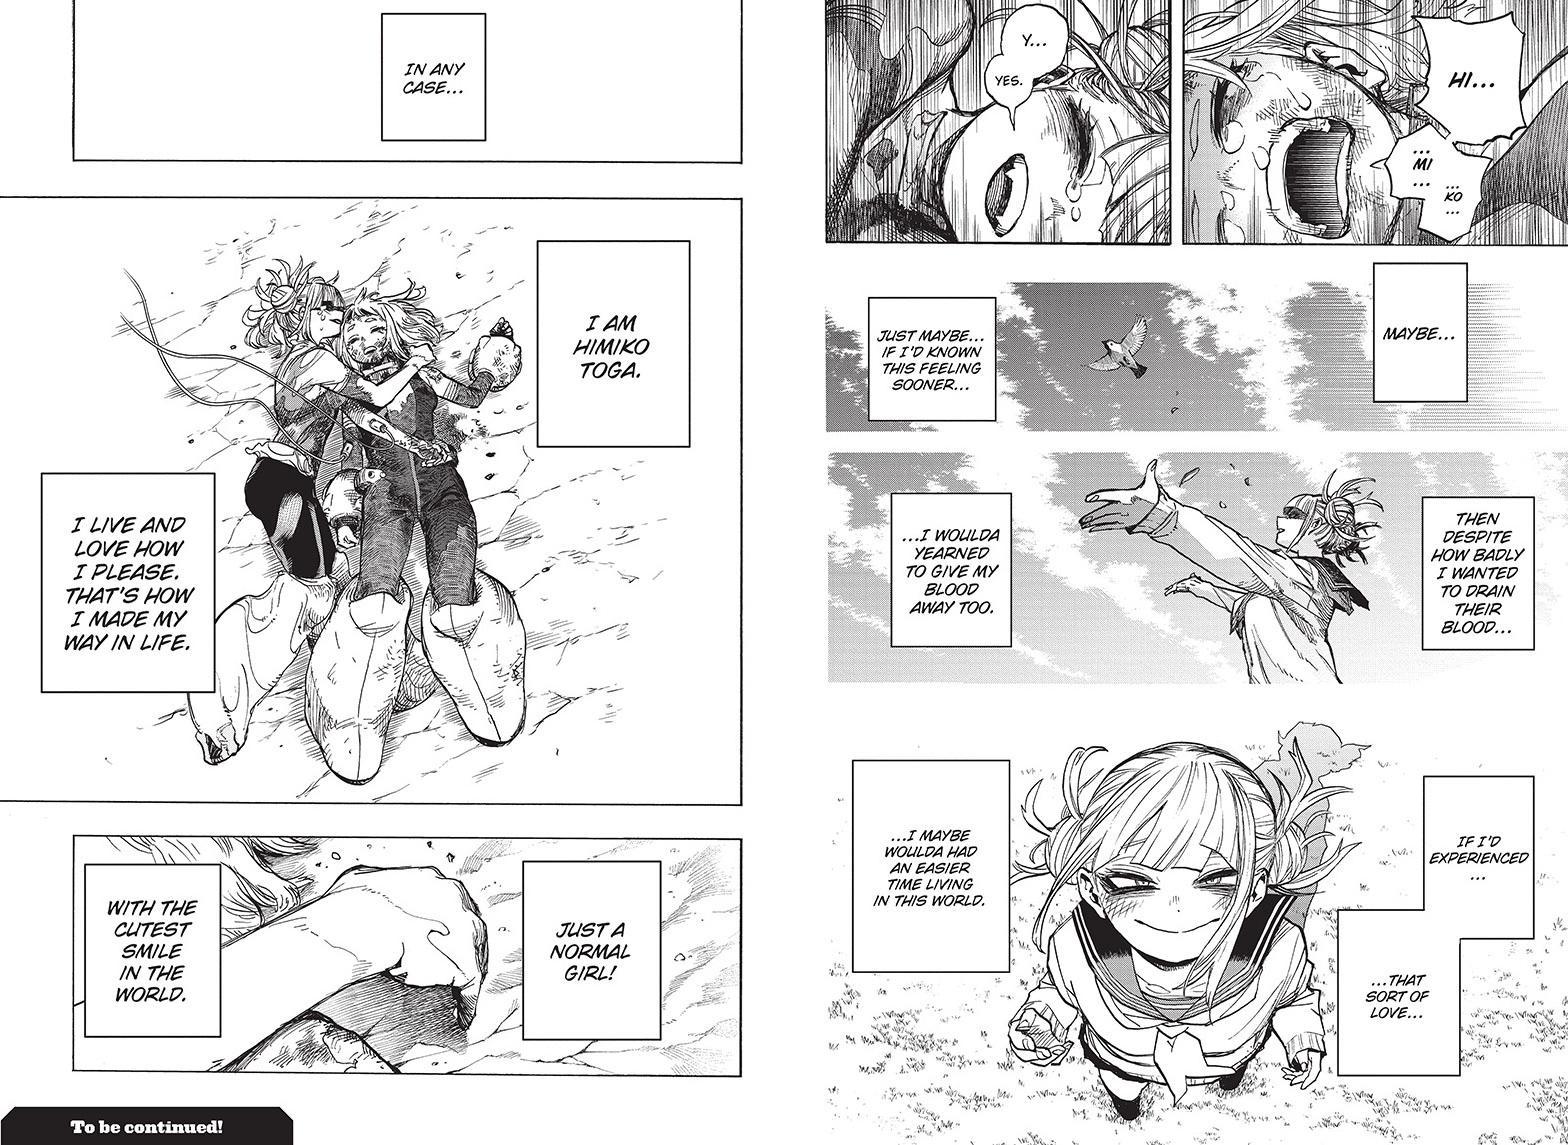 HI...
...
MI
...
...
KO
...
Y...
YES.
MAYBE...
JUST MAYBE...
IF I'D KNOWN
THIS FEELING
SOONER...
THEN
DESPITE
HOW BADLY
I WANTED
TO DRAIN
THEIR
BLOOD...
...I WOULDA
YEARNED
TO GIVE MY
BLOOD
AWAY TOO.
IF I'D
EXPERIENCED
...
...THAT
SORT OF
LOVE...
...I MAYBE
WOULDA HAD
AN EASIER
TIME LIVING
IN THIS WORLD.
IN ANY
CASE...
I AM
HIMIKO
TOGA.
I LIVE AND
LOVE HOW
I PLEASE.
THAT'S HOW
I MADE MY
WAY IN LIFE.
JUST A
NORMAL
GIRL!
WITH THE
CUTEST
SMILE
IN THE
WORLD.
To be continued!